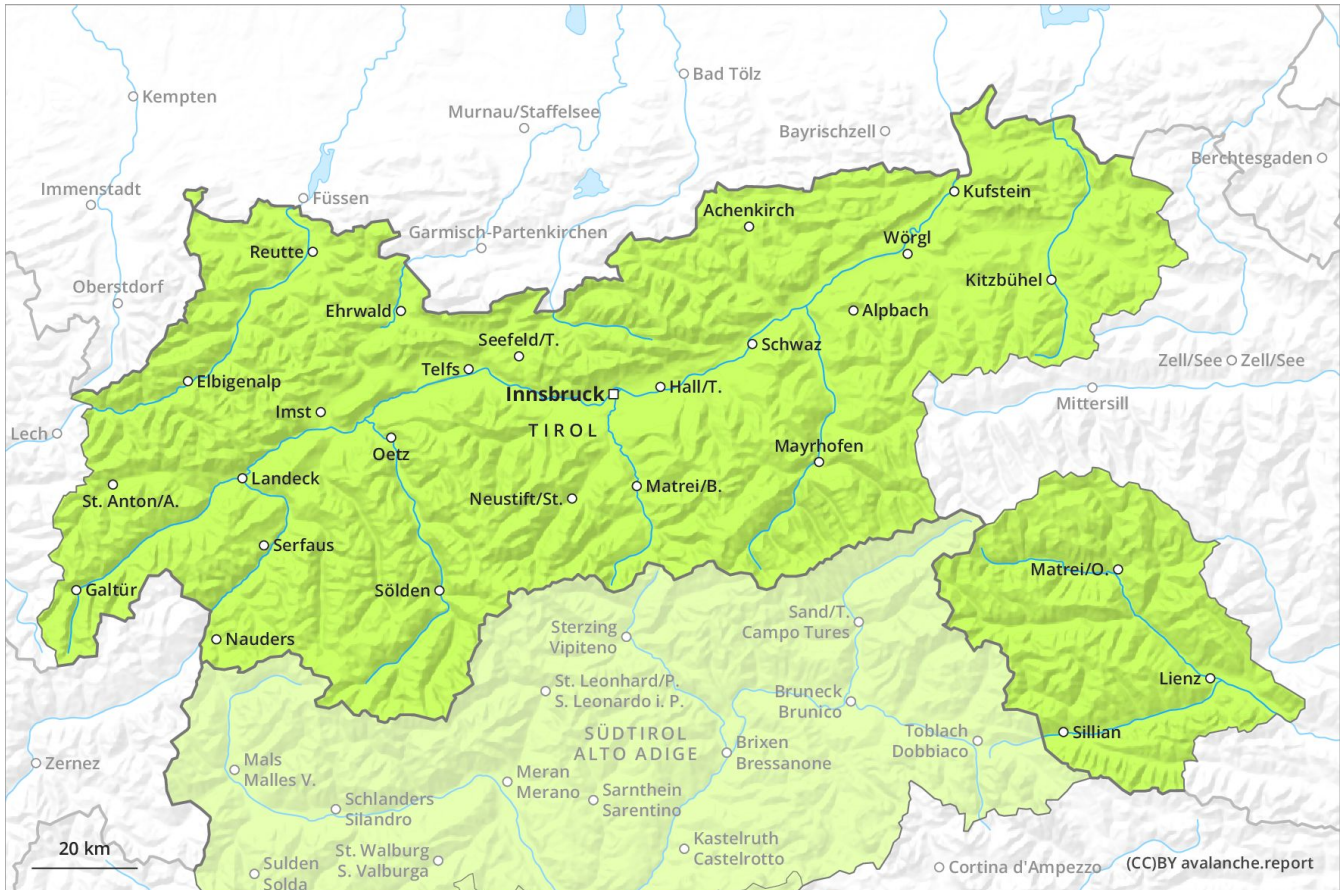 Kempten
Bad Tölz
Murnau/Staffelsee
Bayrischzell
Berchtesgaden
Immenstadt
Füssen
Kufstein
Achenkirch
Garmisch-Partenkirchen
Wörgl
Reutte
Oberstdorf
Kitzbühel
Ehrwald
Alpbach
Seefeld/T.
Schwaz
Telfs
Zell/See
Zell/See
Elbigenalp
Innsbruck
Hall/T.
Mittersill
Imst
TIROL
Lech
Oetz
Mayrhofen
Landeck
St. Anton/A.
Neustift/St.
Matrei/B.
Serfaus
Matrei/O.
Galtür
Sölden
Sand/T.
Campo Tures
Sterzing
Vipiteno
Nauders
St. Leonhard/P.
S. Leonardo i. P.
Lienz
Bruneck
Brunico
SÜDTIROL
ALTO ADIGE
Toblach
Dobbiaco
Sillian
Brixen
Bressanone
Zernez
Mals
Malles V.
Meran
Merano
Sarnthein
Sarentino
Schlanders
Silandro
Kastelruth
Castelrotto
20 km
St. Walburg
S. Valburga
Sulden
Solda
Cortina d'Ampezzo
(CC)BY avalanche.report